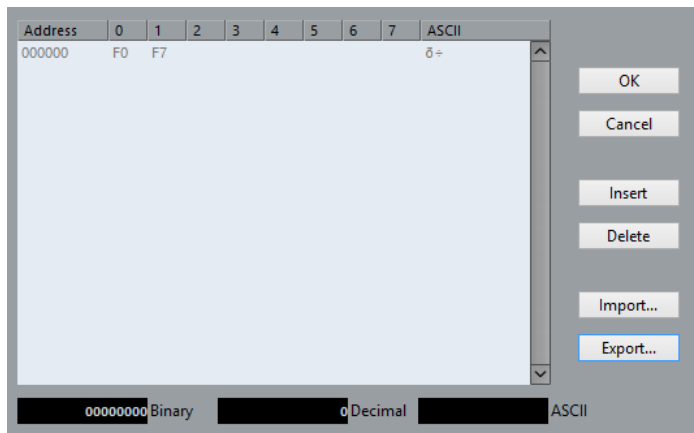 Address 0 1 2 3 4 5 6 7 ASCII
000000 F0 F7 ð÷
OK
Cancel
Insert
Delete
Import...
Export...
00000000 Binary 0 Decimal ASCII